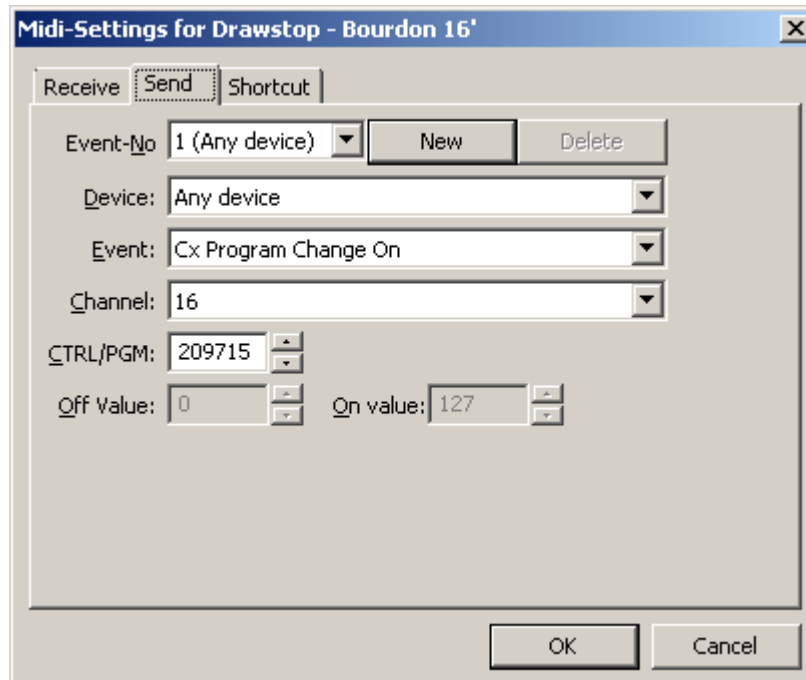 Midi-Settings for Drawstop - Bourdon 16'
Receive Send Shortcut
Event-No 1 (Any device) New Delete
Device: Any device
Event: Cx Program Change On
Channel: 16
CTRL/PGM: 209715
Off Value: 0 On value: 127
OK Cancel